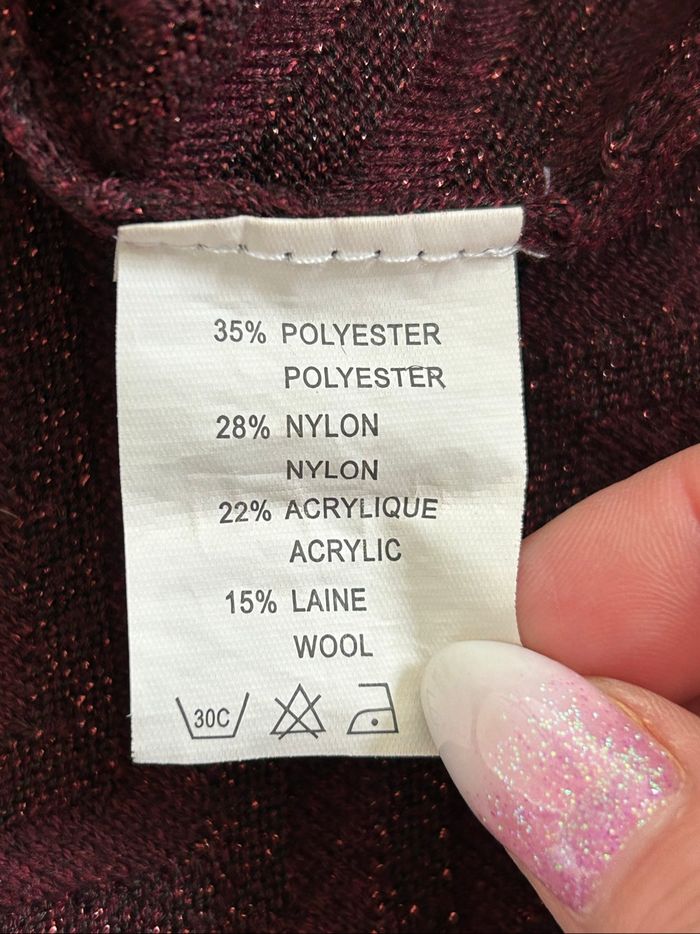 35% POLYESTER
POLYESTER
28% NYLON
NYLON
22% ACRYLIQUE
ACRYLIC
15% LAINE
WOOL
30C